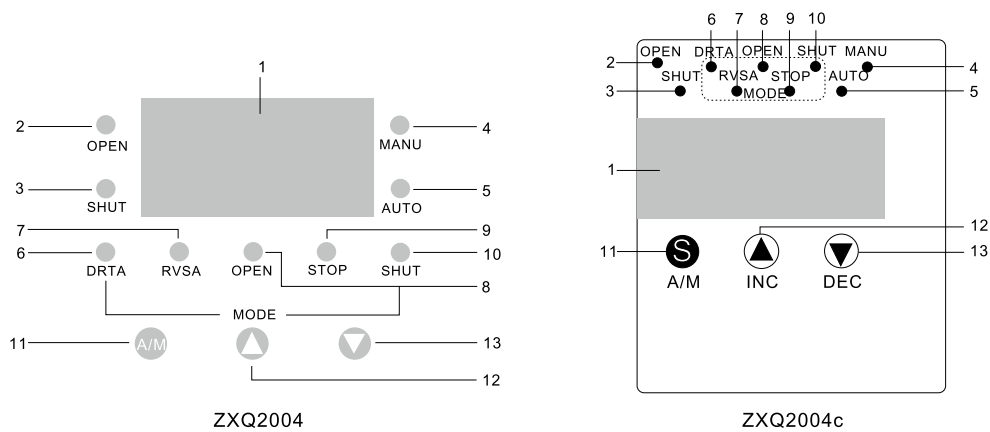 1
2
OPEN
4
MANU
3
SHUT
5
AUTO
7
9
6
DRTA
RVSA
OPEN
STOP
SHUT
10
8
MODE
11
A/M
13
12
ZXQ2004
6 7 8 9 10
OPEN DRTA OPEN SHUT MANU
2
4
SHUT RVSA STOP AUTO
3
5
MODE
1
12
11
S
13
A/M INC DEC
ZXQ2004c